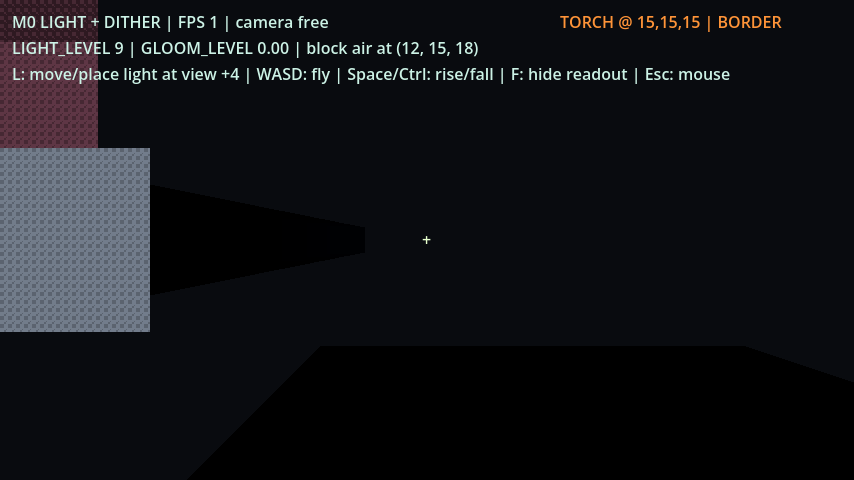 M0 LIGHT + DITHER | FPS 1 | camera free
TORCH @ 15,15,15 | BORDER
LIGHT_LEVEL 9 | GLOOM_LEVEL 0.00 | block air at (12, 15, 18)
L: move/place light at view +4 | WASD: fly | Space/Ctrl: rise/fall | F: hide readout | Esc: mouse
+